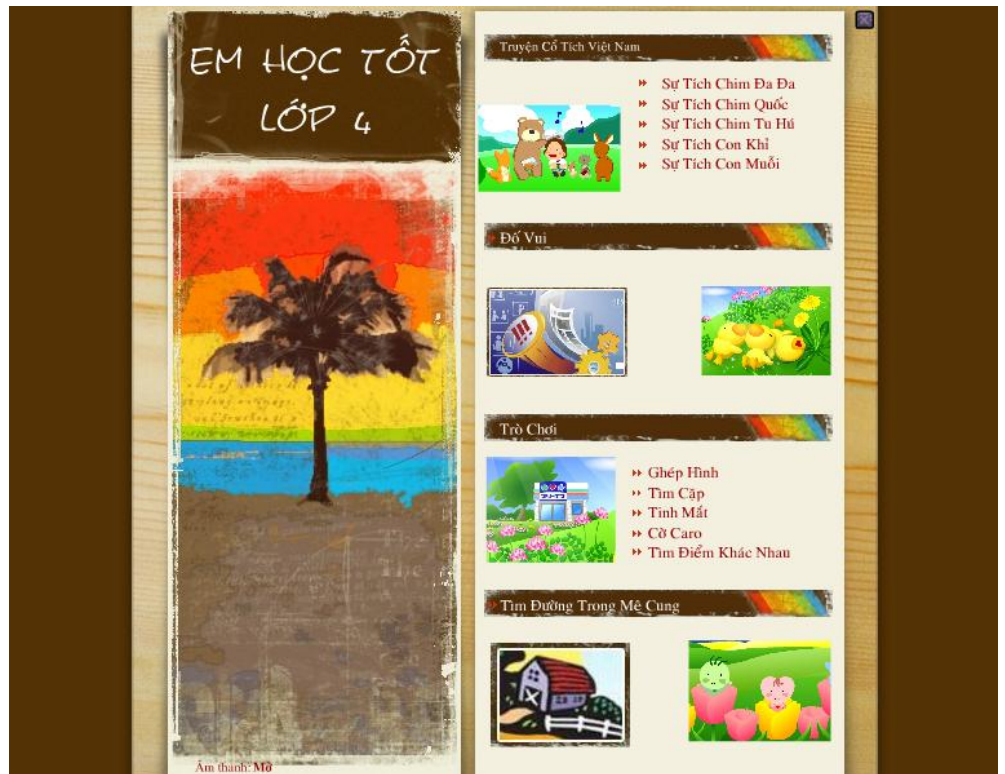 EM HỌC TỐT
LỚP 4
Âm thanh: Mở
Truyện Cổ Tích Việt Nam
Sự Tích Chim Đa Đa
Sự Tích Chim Quốc
Sự Tích Chim Tu Hú
Sự Tích Con Khỉ
Sự Tích Con Muỗi
Đố Vui
Trò Chơi
Ghép Hình
Tìm Cặp
Tinh Mắt
Cờ Caro
Tìm Điểm Khác Nhau
Tìm Đường Trong Mê Cung